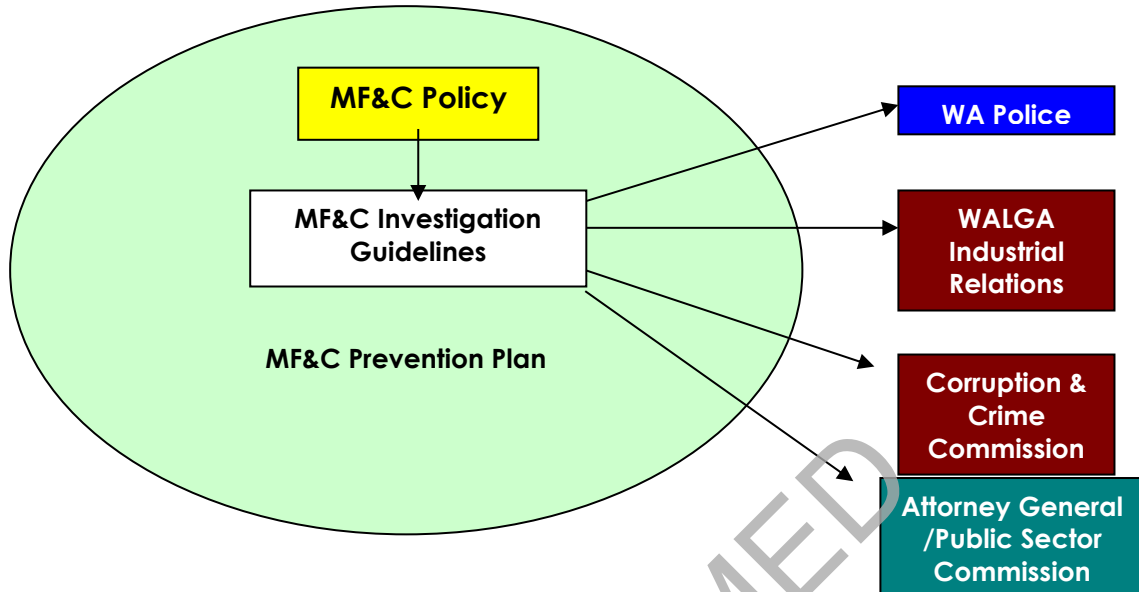 MF&C Policy
MF&C Investigation
Guidelines
MF&C Prevention Plan
WA Police
WALGA
Industrial
Relations
Corruption &
Crime
Commission
Attorney General
/Public Sector
Commission
MED